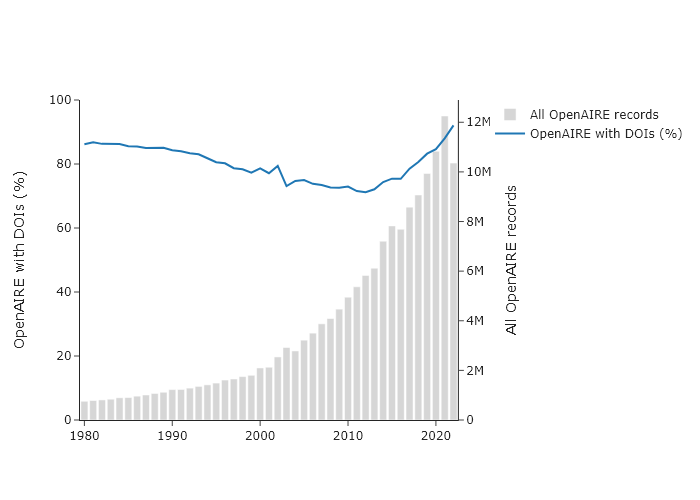 All OpenAIRE records
OpenAIRE with DOIs (%)
OpenAIRE with DOIs (%)
100
80
60
40
20
0
12M
10M
8M
6M
4M
2M
0
All OpenAIRE records
1980
1990
2000
2010
2020